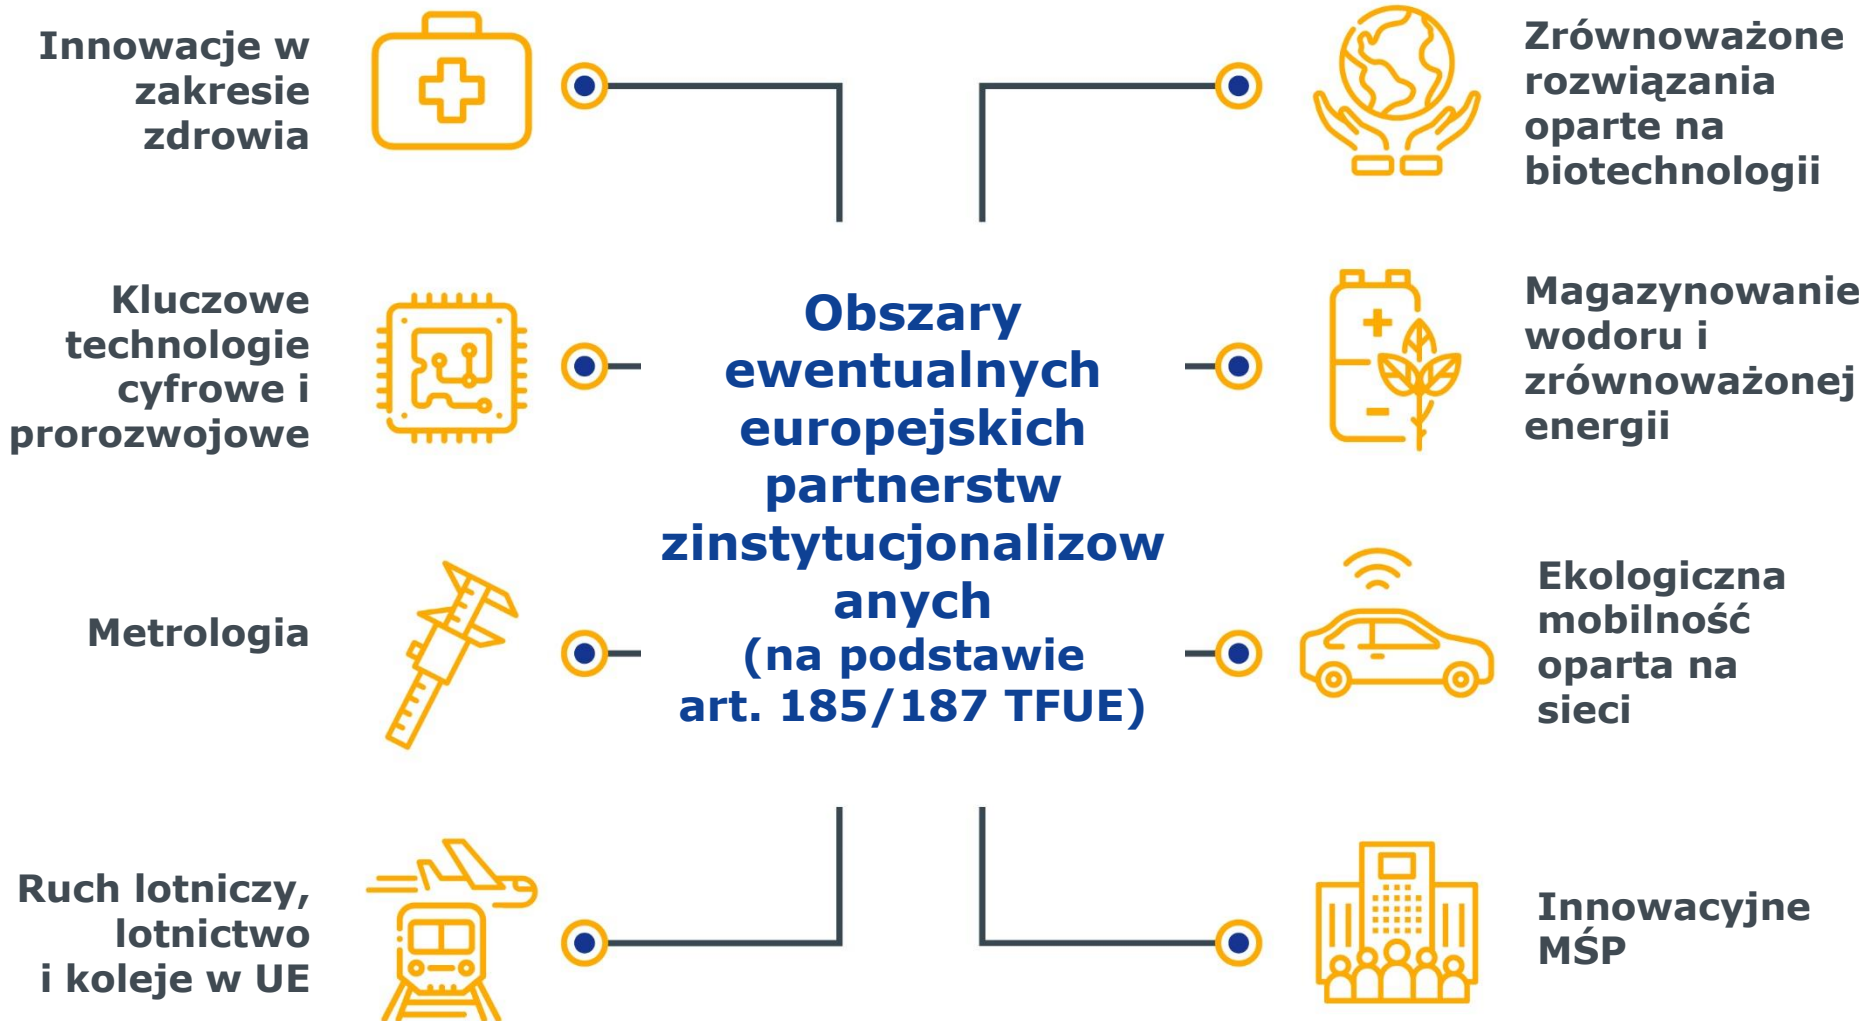 Innowacje w
zakresie
zdrowia
Kluczowe
technologie
cyfrowe i
prorozwojowe
Metrologia
Ruch lotniczy,
lotnictwo
i koleje w UE
Obszary
ewentualnych
europejskich
partnerstw
zinstytucjonalizow
anych
(na podstawie
art. 185/187 TFUE)
Zrównoważone
rozwiązania
oparte na
biotechnologii
Magazynowanie
wodoru i
zrównoważonej
energii
Ekologiczna
mobilność
oparta na
sieci
Innowacyjne
MŚP